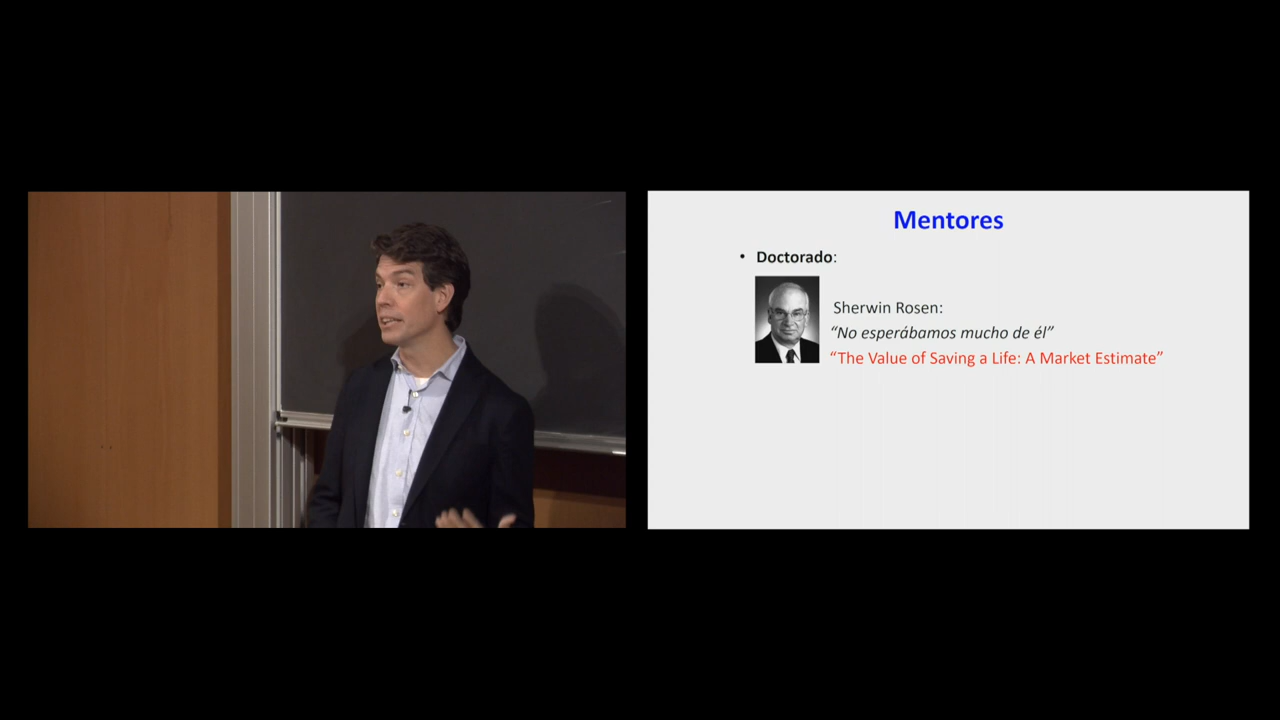 Mentores
• Doctorado:
Sherwin Rosen:
“No esperábamos mucho de él”
“The Value of Saving a Life: A Market Estimate”